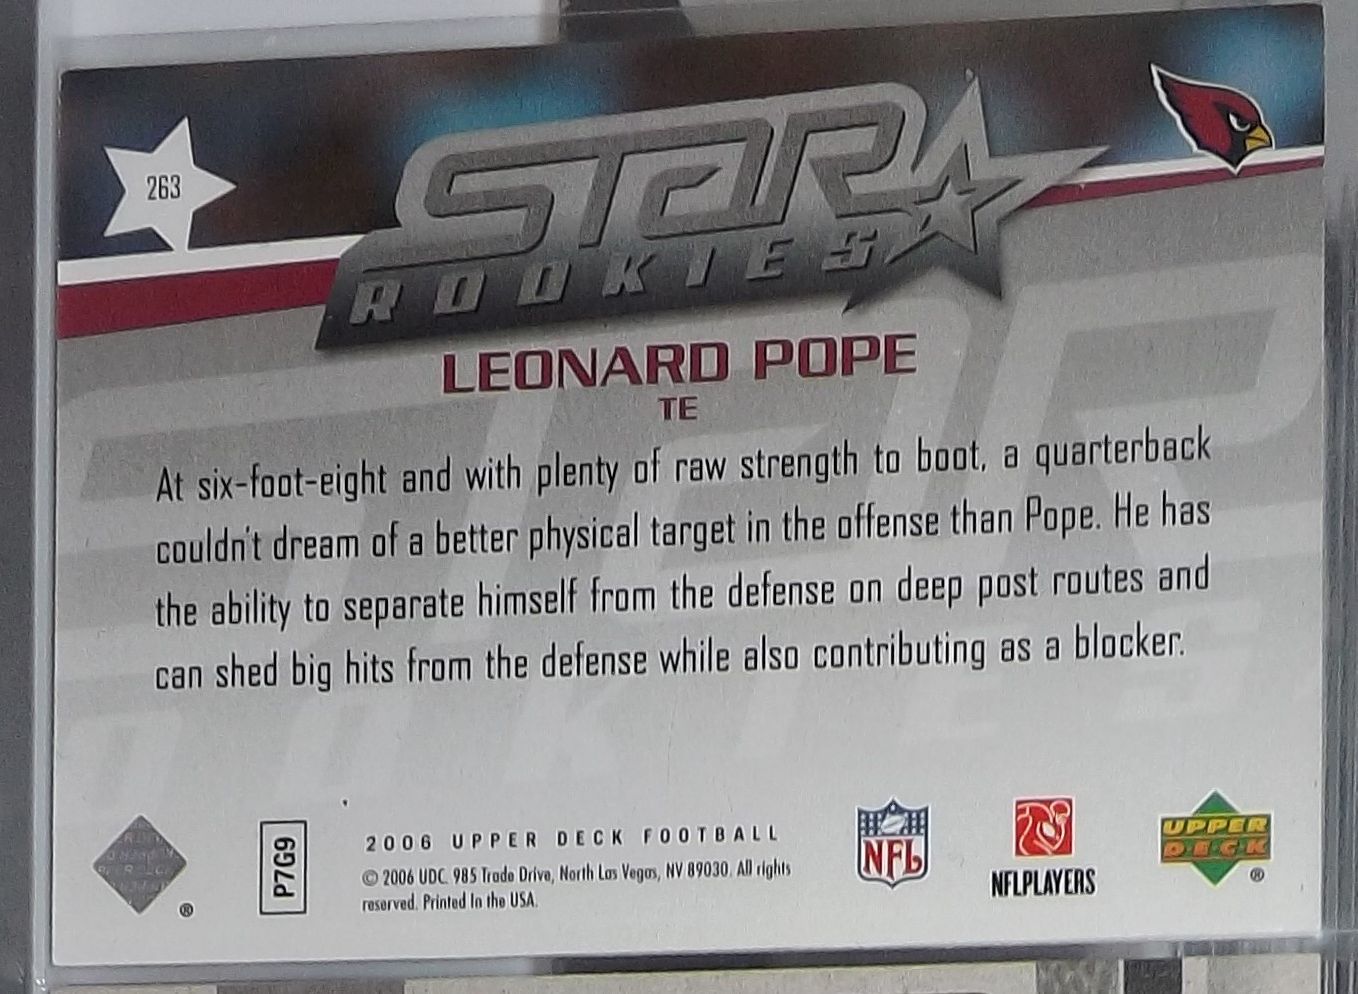 263
STAR
ROOKIES
LEONARD POPE
TE
At six-foot-eight and with plenty of raw strength to boot, a quarterback
couldn't dream of a better physical target in the offense than Pope. He has
the ability to separate himself from the defense on deep post routes and
can shed big hits from the defense while also contributing as a blocker.
P7G9
2006 UPPER DECK FOOTBALL
© 2006 UDC. 985 Trade Drive, North Las Vegas, NV 89030. All rights
reserved. Printed in the USA.
NFL
NFLPLAYERS
UPPER
DECK
®
®